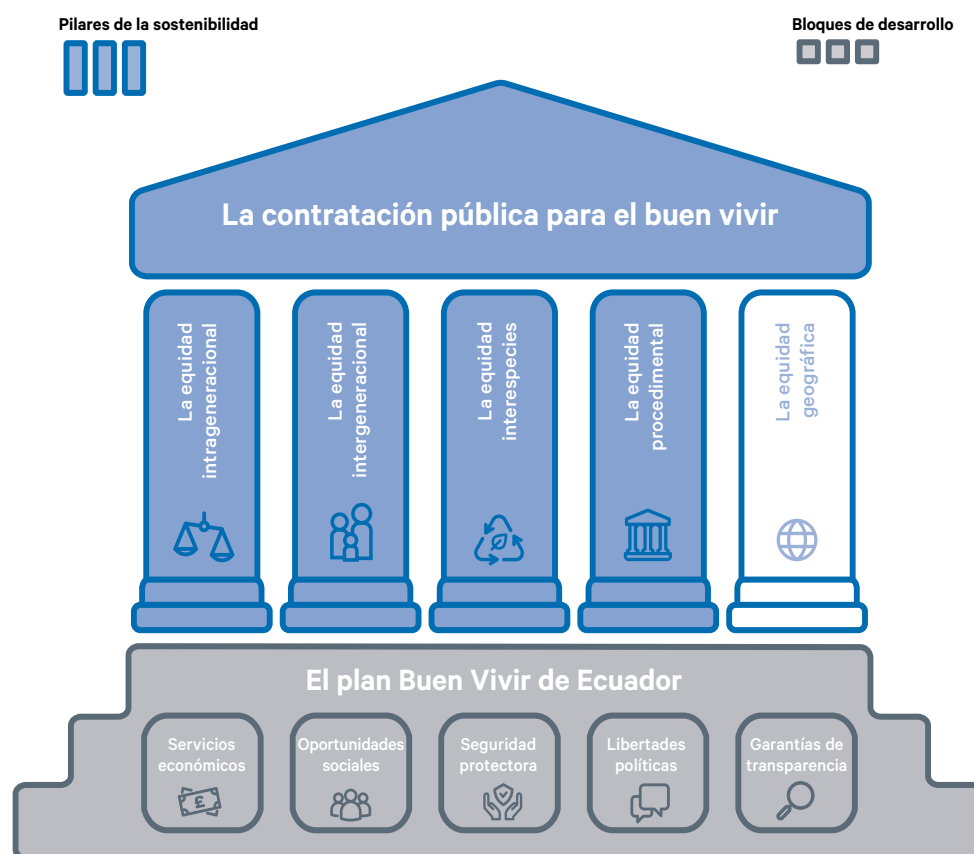 Pilares de la sostenibilidad
Bloques de desarrollo
La contratación pública para el buen vivir
La equidad
intrageneracional
La equidad
intergeneracional
La equidad
interespecies
La equidad
procedimental
La equidad
geográfica
El plan Buen Vivir de Ecuador
Servicios
económicos
£
Oportunidades
sociales
Seguridad
protectora
Libertades
políticas
Garantías de
transparencia